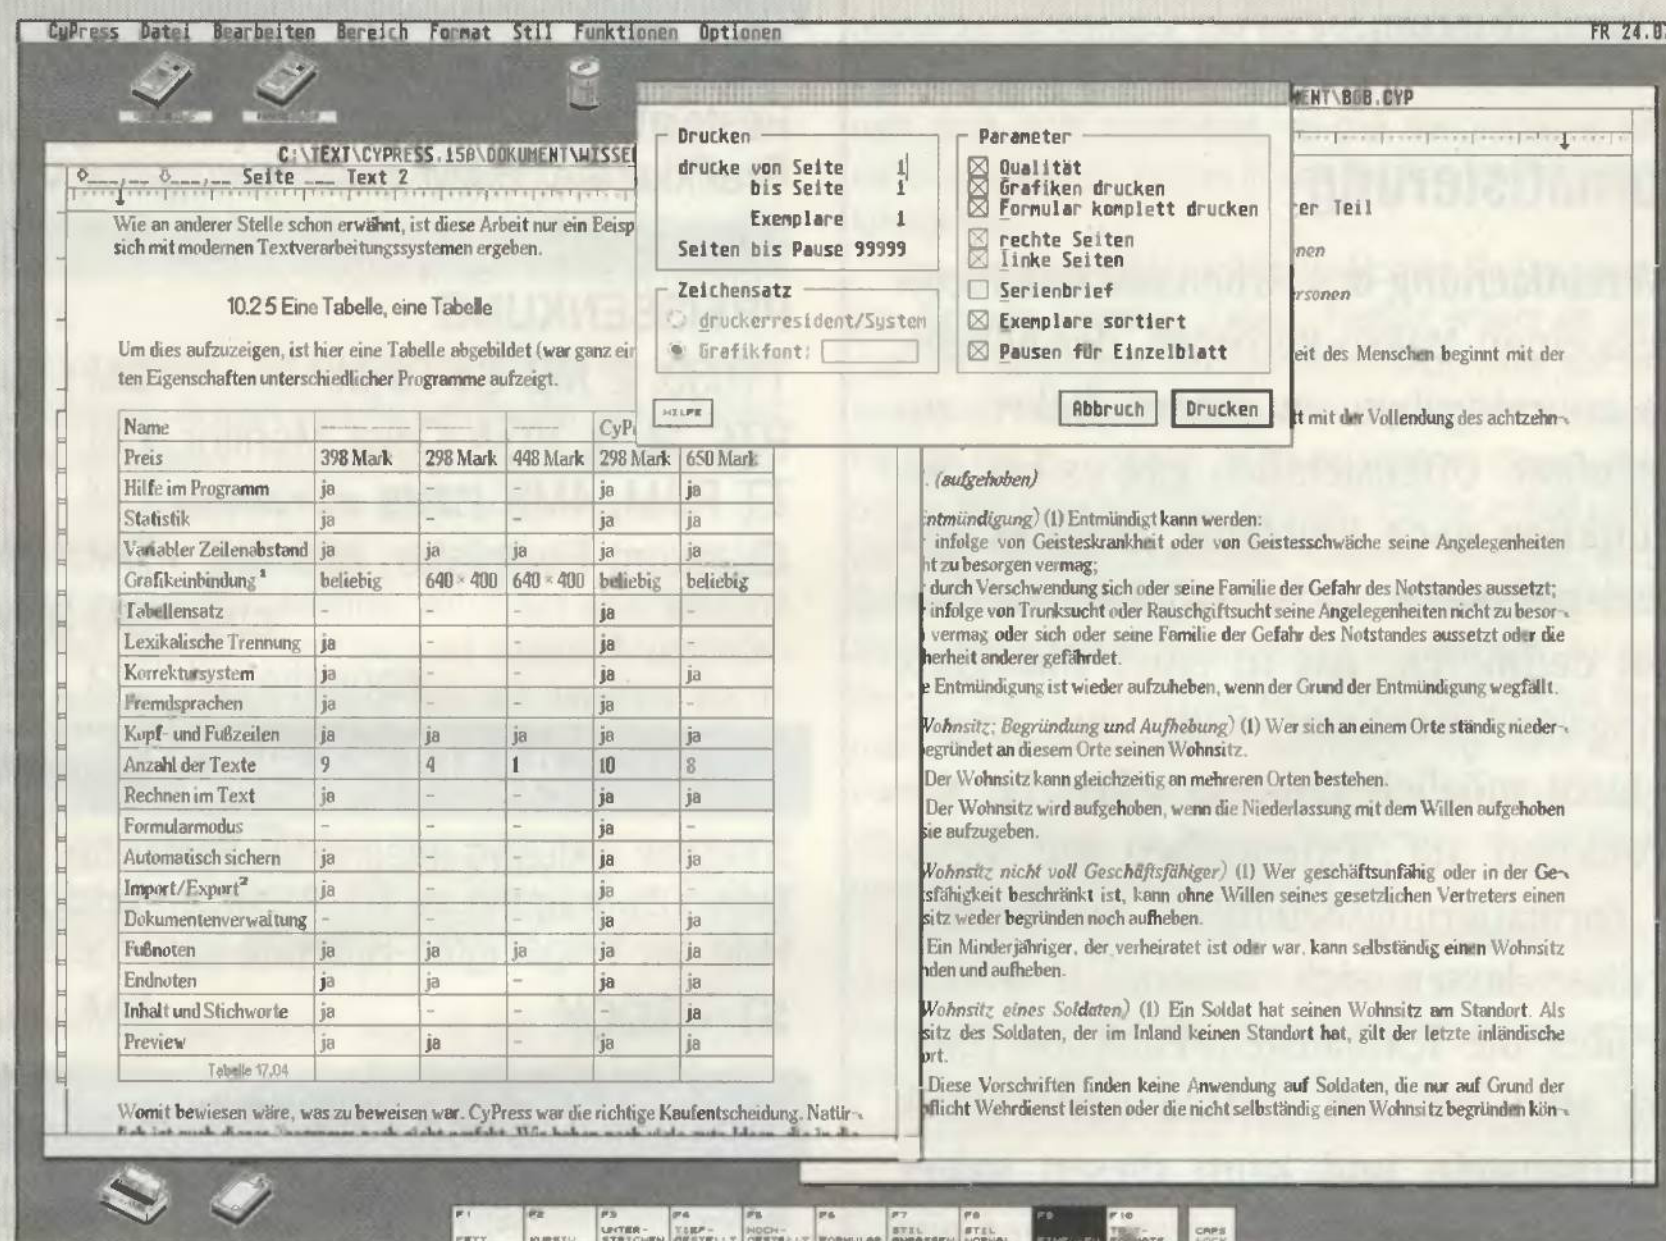 CyPress Datei Bearbeiten Bereich Format Stil Funktionen Optionen
FR 24.0
C:\TEXT\CYPRESS.150\DOKUMENT\WISSE
Seite Text 2
Wie an anderer Stelle schon erwähnt, ist diese Arbeit nur ein Beisp
sich mit modernen Textverarbeitungssystemen ergeben.
10.2 5 Eine Tabelle, eine Tabelle
Um dies aufzuzeigen, ist hier eine Tabelle abgebildet (war ganz ein
ten Eigenschaften unterschiedlicher Programme aufzeigt.
Name ---------- ------ ------ CyP
Preis 398 Mark 298 Mark 448 Mark 298 Mark 650 Mark
Hilfe im Programm ja - - ja ja
Statistik ja - - ja ja
Variabler Zeilenabstand ja ja ja ja ja
Grafikeinbindung¹ beliebig 640 × 400 640 × 400 beliebig beliebig
Tabellensatz - - - ja -
Lexikalische Trennung ja - - ja -
Korrektursystem ja - - ja ja
Fremdsprachen ja - - ja -
Kopf- und Fußzeilen ja ja ja ja ja
Anzahl der Texte 9 4 1 10 8
Rechnen im Text ja - - ja ja
Formularmodus - - - ja -
Automatisch sichern ja - - ja ja
Import/Export² ja - - ja -
Dokumentenverwaltung - - - ja ja
Fußnoten ja ja ja ja ja
Endnoten ja ja - ja ja
Inhalt und Stichworte ja - - - ja
Preview ja ja - ja ja
Tabelle 17.04
Womit bewiesen wäre, was zu beweisen war. CyPress war die richtige Kaufentscheidung. Natür-
Drucken
drucke von Seite 1
bis Seite 1
Exemplare 1
Seiten bis Pause 99999
Zeichensatz
druckerresident/System
Grafikfont:
Parameter
Qualität
Grafiken drucken
Formular komplett drucken
rechte Seiten
linke Seiten
Serienbrief
Exemplare sortiert
Pausen für Einzelblatt
HILFE
Abbruch
Drucken
MENT\BGB.CYP
er Teil
nen
rsonen
eit des Menschen beginnt mit der
t mit der Vollendung des achtzehn-
. (aufgehoben)
ntmündigung) (1) Entmündigt kann werden:
infolge von Geisteskrankheit oder von Geistesschwäche seine Angelegenheiten
ht zu besorgen vermag;
durch Verschwendung sich oder seine Familie der Gefahr des Notstandes aussetzt;
infolge von Trunksucht oder Rauschgiftsucht seine Angelegenheiten nicht zu besor-
vermag oder sich oder seine Familie der Gefahr des Notstandes aussetzt oder die
herheit anderer gefährdet.
e Entmündigung ist wieder aufzuheben, wenn der Grund der Entmündigung wegfällt.
Wohnsitz; Begründung und Aufhebung) (1) Wer sich an einem Orte ständig nieder-
egründet an diesem Orte seinen Wohnsitz.
Der Wohnsitz kann gleichzeitig an mehreren Orten bestehen.
Der Wohnsitz wird aufgehoben, wenn die Niederlassung mit dem Willen aufgehoben
sie aufzugeben.
Wohnsitz nicht voll Geschäftsfähiger) (1) Wer geschäftsunfähig oder in der Ge-
sfähigkeit beschränkt ist, kann ohne Willen seines gesetzlichen Vertreters einen
sitz weder begründen noch aufheben.
Ein Minderjähriger, der verheiratet ist oder war, kann selbständig einen Wohnsitz
nden und aufheben.
Wohnsitz eines Soldaten) (1) Ein Soldat hat seinen Wohnsitz am Standort. Als
sitz des Soldaten, der im Inland keinen Standort hat, gilt der letzte inländische
ort.
Diese Vorschriften finden keine Anwendung auf Soldaten, die nur auf Grund der
pflicht Wehrdienst leisten oder die nicht selbständig einen Wohnsitz begründen kön-
F1 F2 F3 F4 F5 F6 F7 F8 F9 F10
UNTER- TIEF- HOCH- STIL STIL TEXT- CAPS